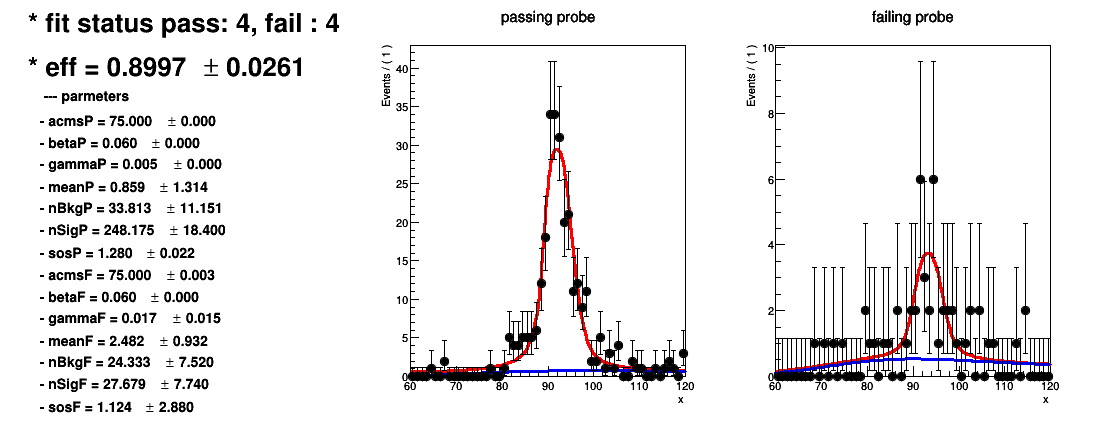 * fit status pass: 4, fail : 4
* eff = 0.8997 ± 0.0261
--- parmeters
- acmsP = 75.000 ± 0.000
- betaP = 0.060 ± 0.000
- gammaP = 0.005 ± 0.000
- meanP = 0.859 ± 1.314
- nBkgP = 33.813 ± 11.151
- nSigP = 248.175 ± 18.400
- sosP = 1.280 ± 0.022
- acmsF = 75.000 ± 0.003
- betaF = 0.060 ± 0.000
- gammaF = 0.017 ± 0.015
- meanF = 2.482 ± 0.932
- nBkgF = 24.333 ± 7.520
- nSigF = 27.679 ± 7.740
- sosF = 1.124 ± 2.880
passing probe
Events / ( 1 )
40
35
30
25
20
15
10
5
0
60 70 80 90 100 110 120
x
failing probe
Events / ( 1 )
10
8
6
4
2
0
60 70 80 90 100 110 120
x